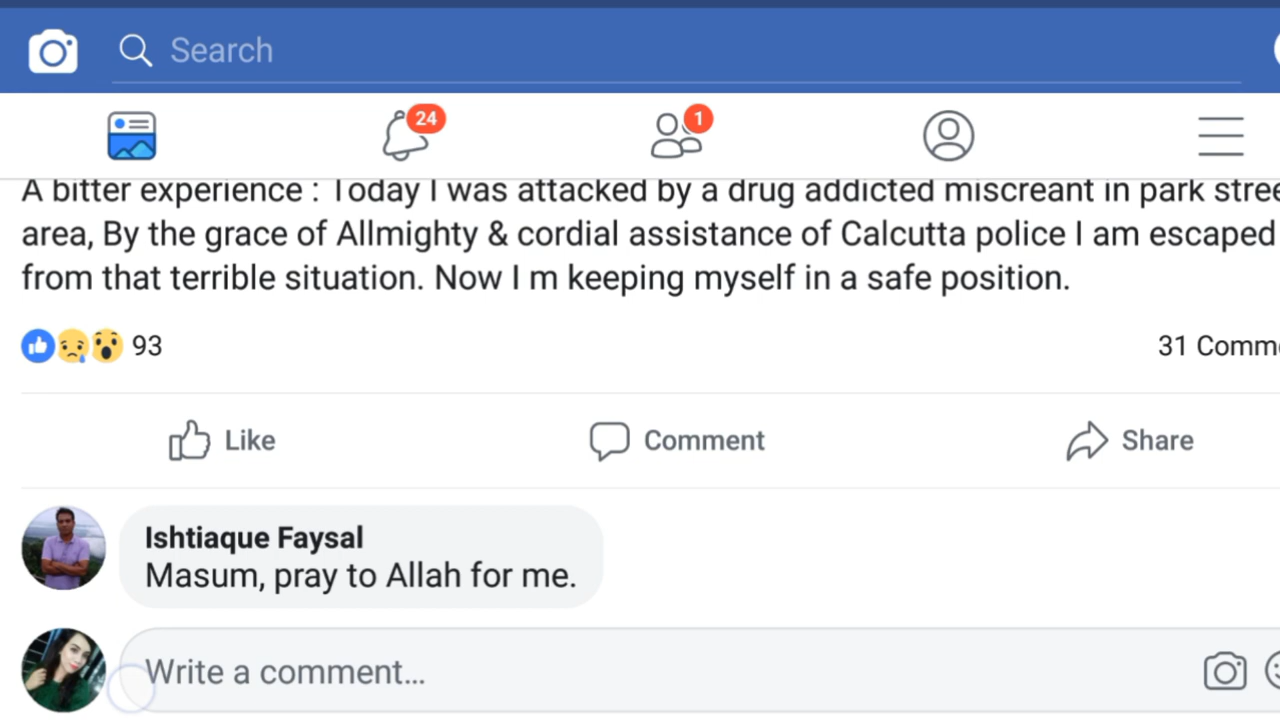 Search
24
1
A bitter experience : Today I was attacked by a drug addicted miscreant in park
area, By the grace of Allmighty & cordial assistance of Calcutta police I am escaped
from that terrible situation. Now I m keeping myself in a safe position.
93
31
Like
Comment
Share
Ishtiaque Faysal
Masum, pray to Allah for me.
Write a comment...